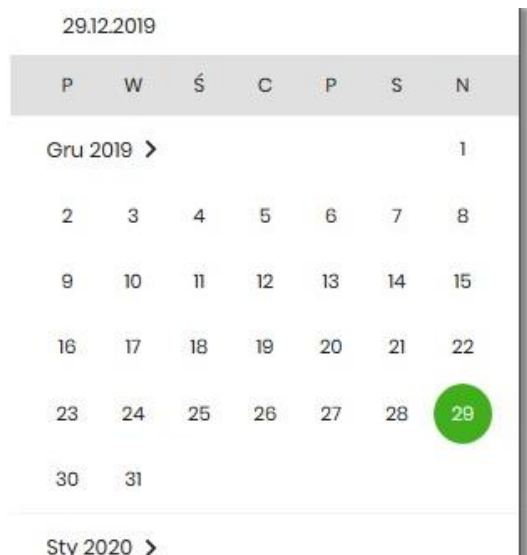 29.12.2019
P W Ś C P S N
Gru 2019 > 1
2 3 4 5 6 7 8
9 10 11 12 13 14 15
16 17 18 19 20 21 22
23 24 25 26 27 28 29
30 31
Sty 2020 >